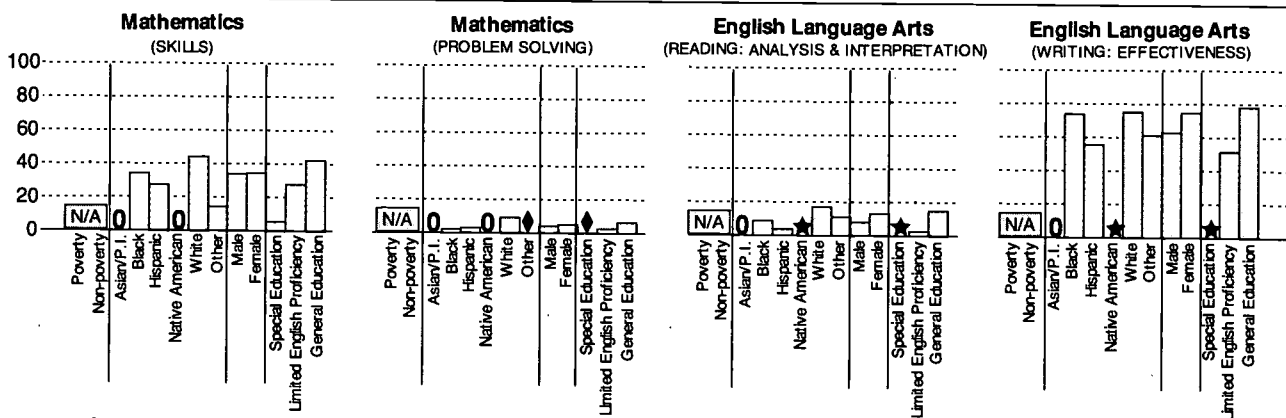 Mathematics
(SKILLS)
100
80
60
40
20
0
N/A
0
0
Poverty
Non-poverty
Asian/P.I.
Black
Hispanic
Native American
White
Other
Male
Female
Special Education
Limited English Proficiency
General Education
Mathematics
(PROBLEM SOLVING)
N/A
0
0
Poverty
Non-poverty
Asian/P.I.
Black
Hispanic
Native American
White
Other
Male
Female
Special Education
Limited English Proficiency
General Education
English Language Arts
(READING: ANALYSIS & INTERPRETATION)
N/A
0
Poverty
Non-poverty
Asian/P.I.
Black
Hispanic
Native American
White
Other
Male
Female
Special Education
Limited English Proficiency
General Education
English Language Arts
(WRITING: EFFECTIVENESS)
N/A
0
Poverty
Non-poverty
Asian/P.I.
Black
Hispanic
Native American
White
Other
Male
Female
Special Education
Limited English Proficiency
General Education